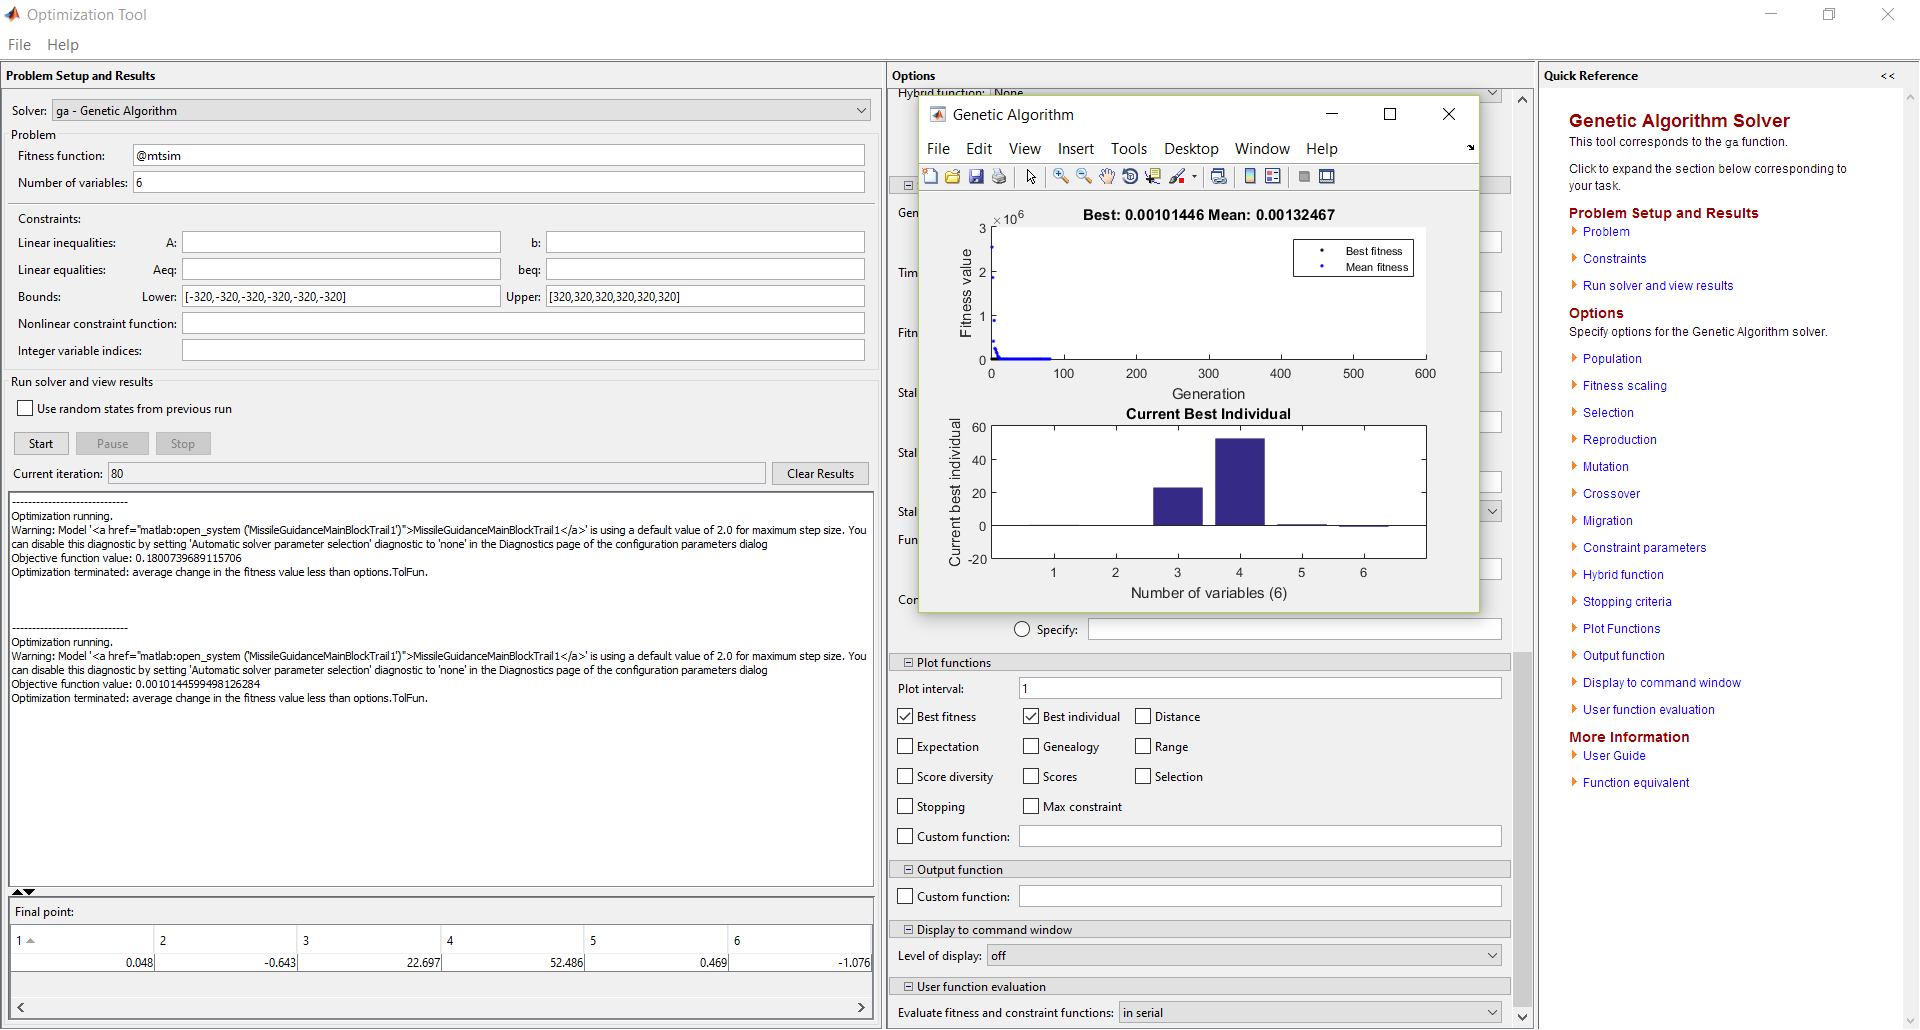 Optimization Tool
File Help
Problem Setup and Results
Solver: ga - Genetic Algorithm
Problem
Fitness function: @mtsim
Number of variables: 6
Constraints:
Linear inequalities: A: b:
Linear equalities: Aeq: beq:
Bounds: Lower: [-320,-320,-320,-320,-320,-320] Upper: [320,320,320,320,320,320]
Nonlinear constraint function:
Integer variable indices:
Run solver and view results
Use random states from previous run
Start Pause Stop
Current iteration: 80 Clear Results
------------------------------
Optimization running.
Warning: Model '<a href="matlab:open_system ('MissileGuidanceMainBlockTrail1')">MissileGuidanceMainBlockTrail1</a>' is using a default value of 2.0 for maximum step size. You
can disable this diagnostic by setting 'Automatic solver parameter selection' diagnostic to 'none' in the Diagnostics page of the configuration parameters dialog
Objective function value: 0.1800739689115706
Optimization terminated: average change in the fitness value less than options.TolFun.
------------------------------
Optimization running.
Warning: Model '<a href="matlab:open_system ('MissileGuidanceMainBlockTrail1')">MissileGuidanceMainBlockTrail1</a>' is using a default value of 2.0 for maximum step size. You
can disable this diagnostic by setting 'Automatic solver parameter selection' diagnostic to 'none' in the Diagnostics page of the configuration parameters dialog
Objective function value: 0.0010144599498126284
Optimization terminated: average change in the fitness value less than options.TolFun.
Final point:
1 2 3 4 5 6
0.048 -0.643 22.697 52.486 0.469 -1.076
Options
Hybrid function: None
Gen
Tim
Fitn
Stal
Stal
Stal
Fun
Con
Specify:
Genetic Algorithm
File Edit View Insert Tools Desktop Window Help
×10^6
Best: 0.00101446 Mean: 0.00132467
Best fitness
Mean fitness
Fitness value
3
2
1
0
0 100 200 300 400 500 600
Generation
Current Best Individual
Current best individual
60
40
20
0
-20
1 2 3 4 5 6
Number of variables (6)
Plot functions
Plot interval: 1
Best fitness Best individual Distance
Expectation Genealogy Range
Score diversity Scores Selection
Stopping Max constraint
Custom function:
Output function
Custom function:
Display to command window
Level of display: off
User function evaluation
Evaluate fitness and constraint functions: in serial
Quick Reference <<
Genetic Algorithm Solver
This tool corresponds to the ga function.
Click to expand the section below corresponding to
your task.
Problem Setup and Results
Problem
Constraints
Run solver and view results
Options
Specify options for the Genetic Algorithm solver.
Population
Fitness scaling
Selection
Reproduction
Mutation
Crossover
Migration
Constraint parameters
Hybrid function
Stopping criteria
Plot Functions
Output function
Display to command window
User function evaluation
More Information
User Guide
Function equivalent